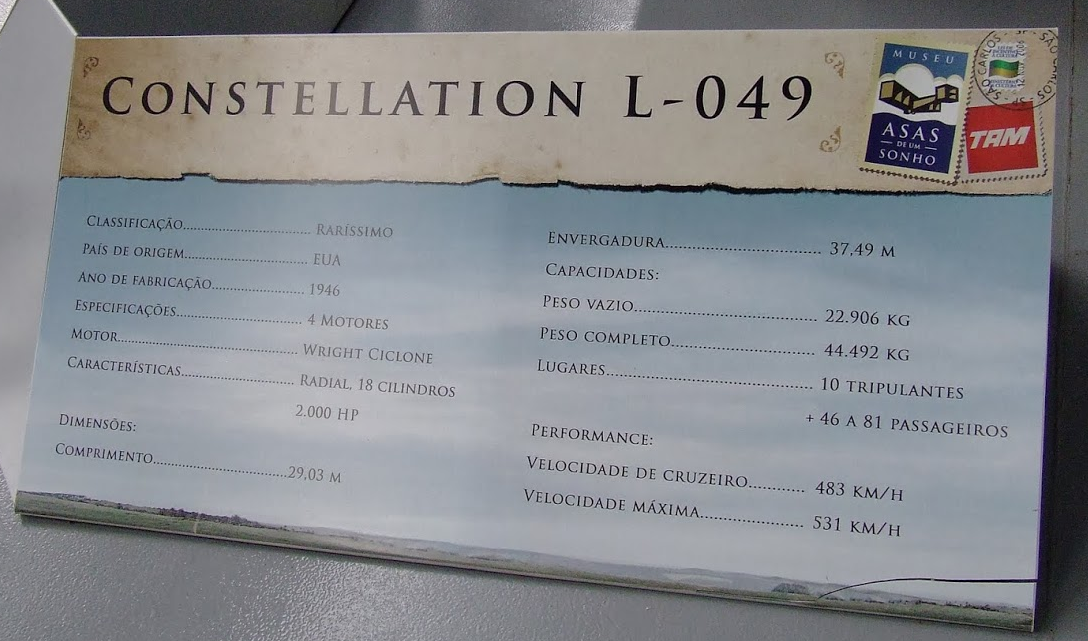 CONSTELLATION L-049
MUSEU
ASAS
DE UM
SONHO
TAM
SÃO CARLOS
CLASSIFICAÇÃO................................ RARÍSSIMO
PAÍS DE ORIGEM.............................. EUA
ANO DE FABRICAÇÃO....................... 1946
ESPECIFICAÇÕES............................... 4 MOTORES
MOTOR............................................. WRIGHT CICLONE
CARACTERÍSTICAS............................ RADIAL, 18 CILINDROS
2.000 HP
DIMENSÕES:
COMPRIMENTO.................................29,03 M
ENVERGADURA....................................... 37,49 M
CAPACIDADES:
PESO VAZIO............................................. 22.906 KG
PESO COMPLETO.................................... 44.492 KG
LUGARES.................................................. 10 TRIPULANTES
+ 46 A 81 PASSAGEIROS
PERFORMANCE:
VELOCIDADE DE CRUZEIRO........... 483 KM/H
VELOCIDADE MÁXIMA..................... 531 KM/H